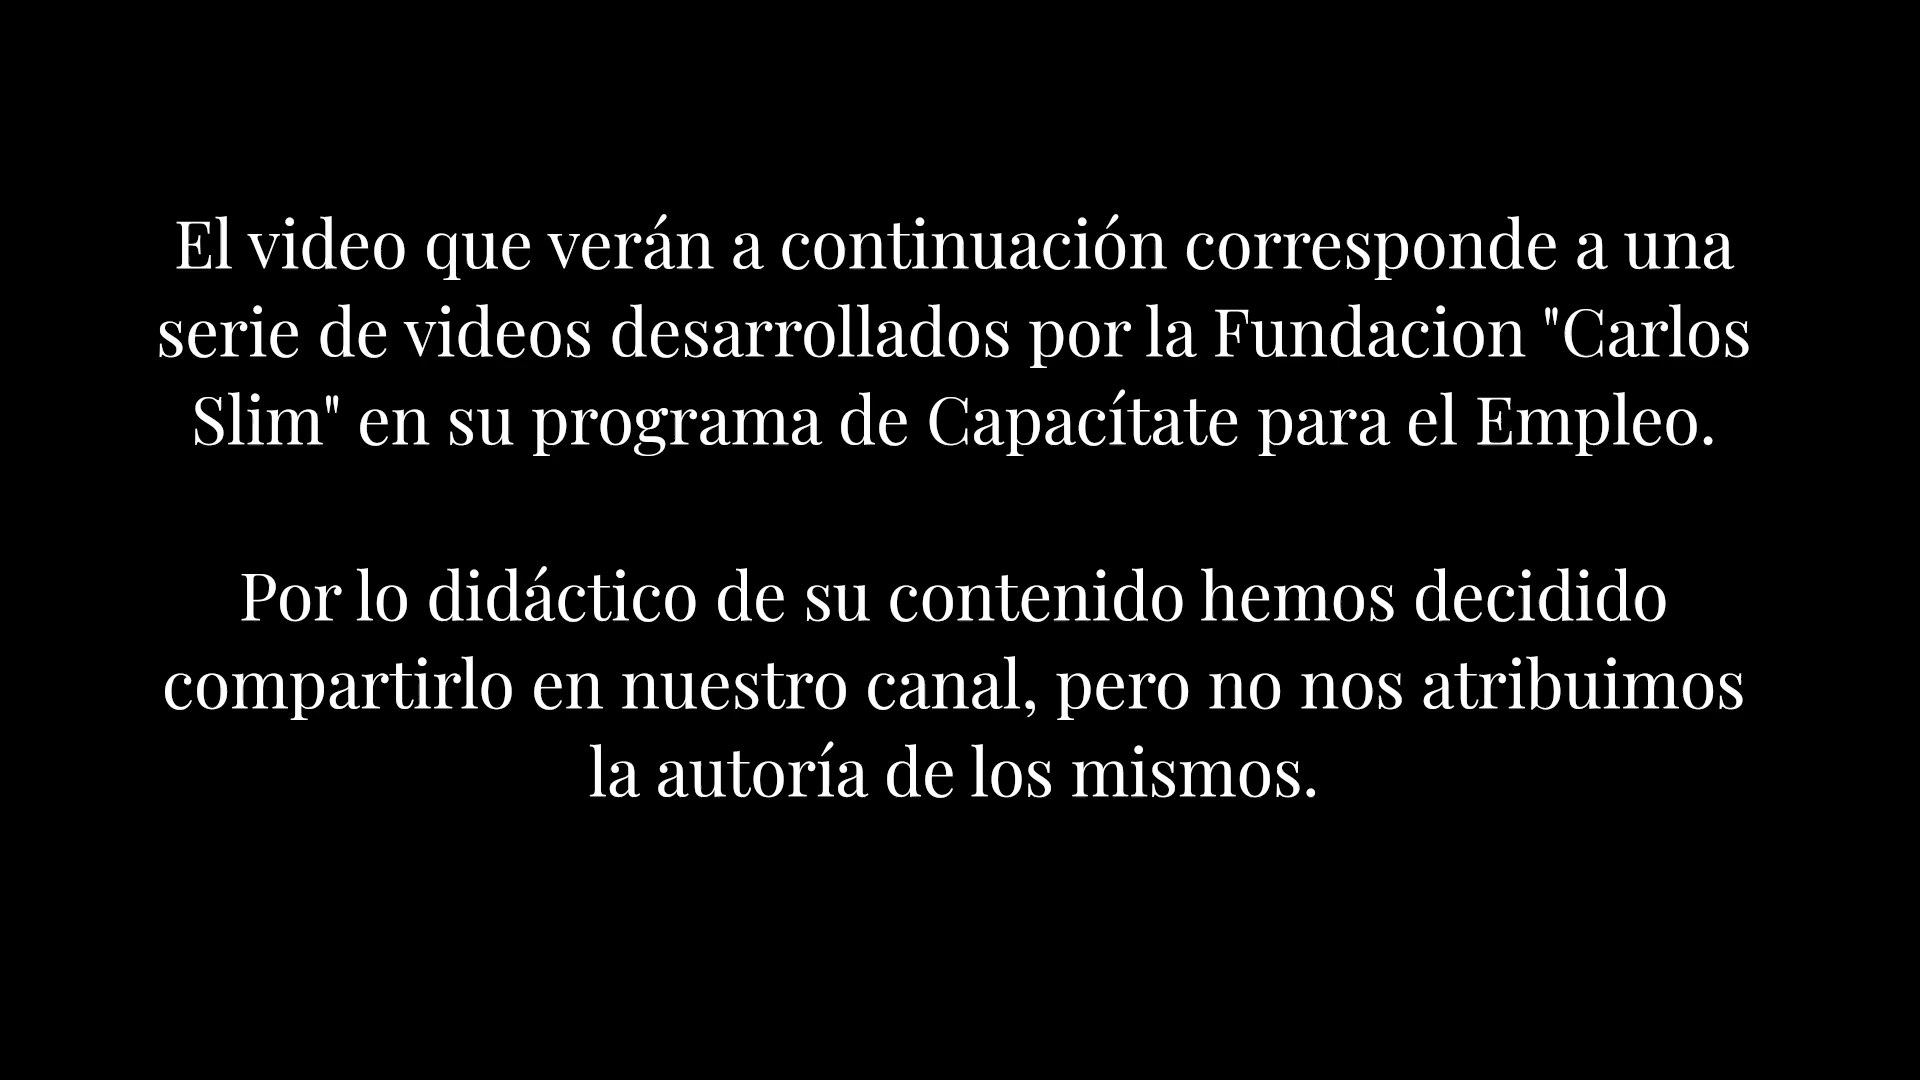 El video que verán a continuación corresponde a una
serie de videos desarrollados por la Fundacion "Carlos
Slim" en su programa de Capacítate para el Empleo.
Por lo didáctico de su contenido hemos decidido
compartirlo en nuestro canal, pero no nos atribuimos
la autoría de los mismos.